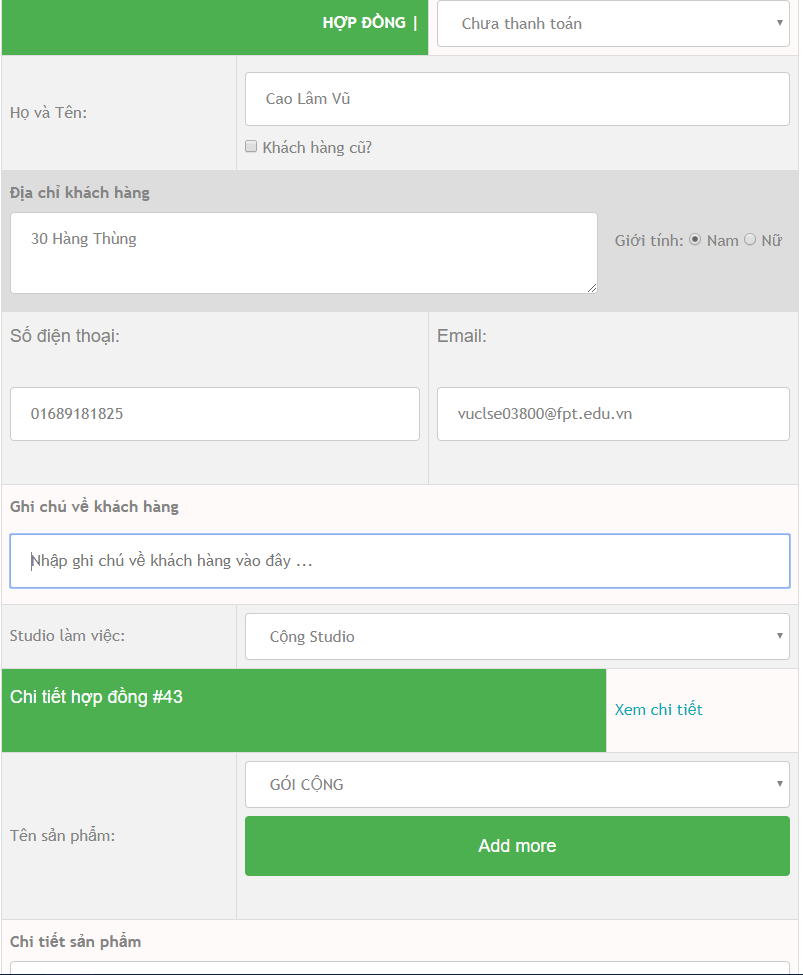 HỢP ĐỒNG |
Chưa thanh toán
Họ và Tên:
Cao Lâm Vũ
Khách hàng cũ?
Địa chỉ khách hàng
30 Hàng Thùng
Giới tính: Nam Nữ
Số điện thoại:
Email:
01689181825
vuclse03800@fpt.edu.vn
Ghi chú về khách hàng
Nhập ghi chú về khách hàng vào đây ...
Studio làm việc:
Cộng Studio
Chi tiết hợp đồng #43
Xem chi tiết
Tên sản phẩm:
GÓI CỘNG
Add more
Chi tiết sản phẩm